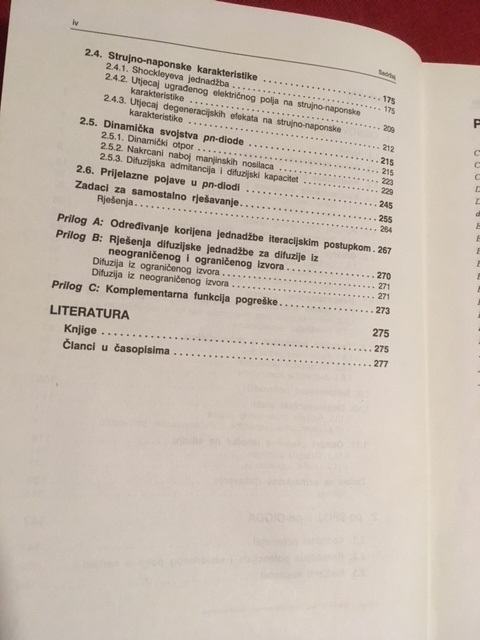 iv
Sadržaj
2.4. Strujno-naponske karakteristike 175
2.4.1. Shockleyeva jednadžba 175
2.4.2. Utjecaj ugrađenog električnog polja na strujno-naponske
karakteristike 209
2.4.3. Utjecaj degeneracijskih efekata na strujno-naponske
karakteristike 212
2.5. Dinamička svojstva pn-diode 215
2.5.1. Dinamički otpor 215
2.5.2. Nakrcani naboj manjinskih nosilaca 223
2.5.3. Difuzijska admitancija i difuzijski kapacitet 229
2.6. Prijelazne pojave u pn-diodi 245
Zadaci za samostalno rješavanje 255
Rješenja 264
Prilog A: Određivanje korijena jednadžbe iteracijskim postupkom 267
Prilog B: Rješenja difuzijske jednadžbe za difuzije iz
neograničenog i ograničenog izvora 270
Difuzija iz ograničenog izvora 271
Difuzija iz neograničenog izvora 271
Prilog C: Komplementarna funkcija pogreške 273
LITERATURA 275
Knjige 275
Članci u časopisima 277
P